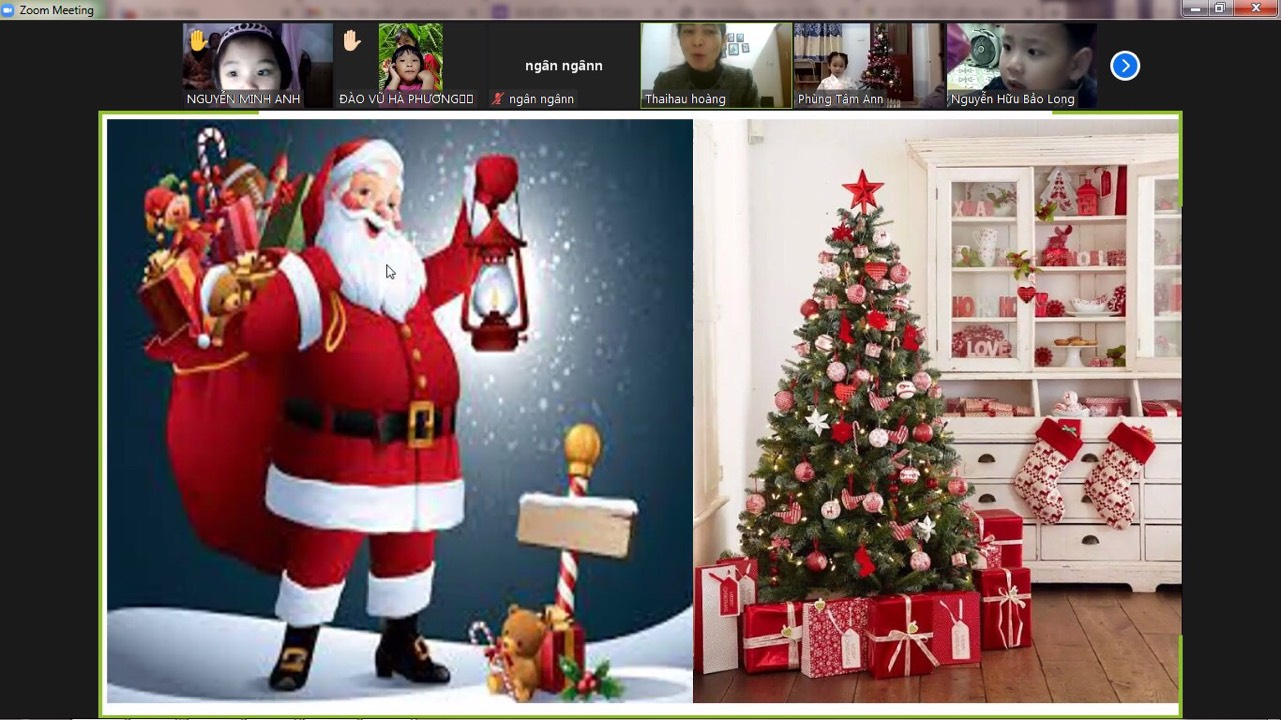 Zoom Meeting
NGUYỄN MINH ANH
ĐÀO VŨ HÀ PHƯƠNG
ngân ngânn
ngân ngânn
Thaihau hoàng
Phùng Tâm Ann
Nguyễn Hữu Bảo Long
LOVE